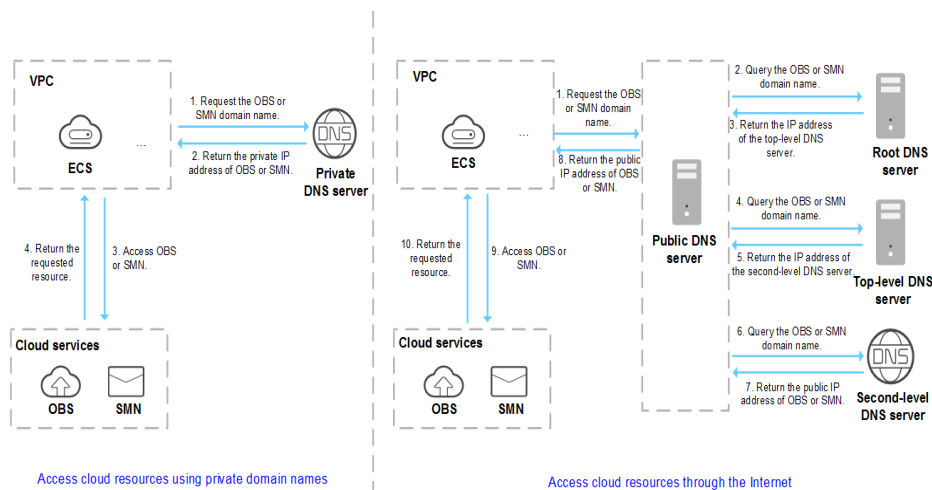 VPC
ECS
...
1. Request the OBS or
SMN domain name.
2. Return the private IP
address of OBS or SMN.
DNS
Private
DNS server
4. Return the
requested
resource.
3. Access OBS
or SMN.
Cloud services
OBS
SMN
Access cloud resources using private domain names
VPC
ECS
...
1. Request the OBS
or SMN domain
name.
8. Return the public
IP address of OBS
or SMN.
Public DNS
server
2. Query the OBS or SMN
domain name.
3. Return the IP address
of the top-level DNS
server.
Root DNS
server
4. Query the OBS or SMN
domain name.
5. Return the IP address of
the second-level DNS server
Top-level DNS
server
6. Query the OBS or SMN
domain name.
7. Return the public IP
address of OBS or SMN.
DNS
Second-level
DNS server
10. Return the
requested
resource.
9. Access OBS or
SMN.
Cloud services
OBS
SMN
Access cloud resources through the Internet